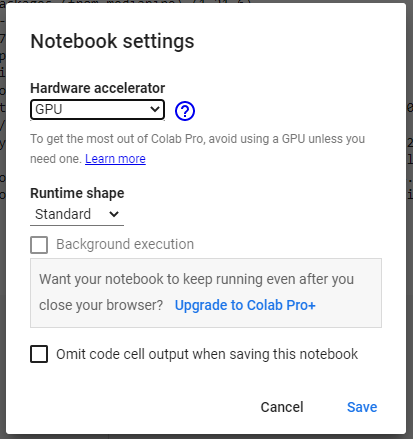 Notebook settings
Hardware accelerator
GPU
?
To get the most out of Colab Pro, avoid using a GPU unless you
need one. Learn more
Runtime shape
Standard
Background execution
Want your notebook to keep running even after you
close your browser? Upgrade to Colab Pro+
Omit code cell output when saving this notebook
Cancel Save